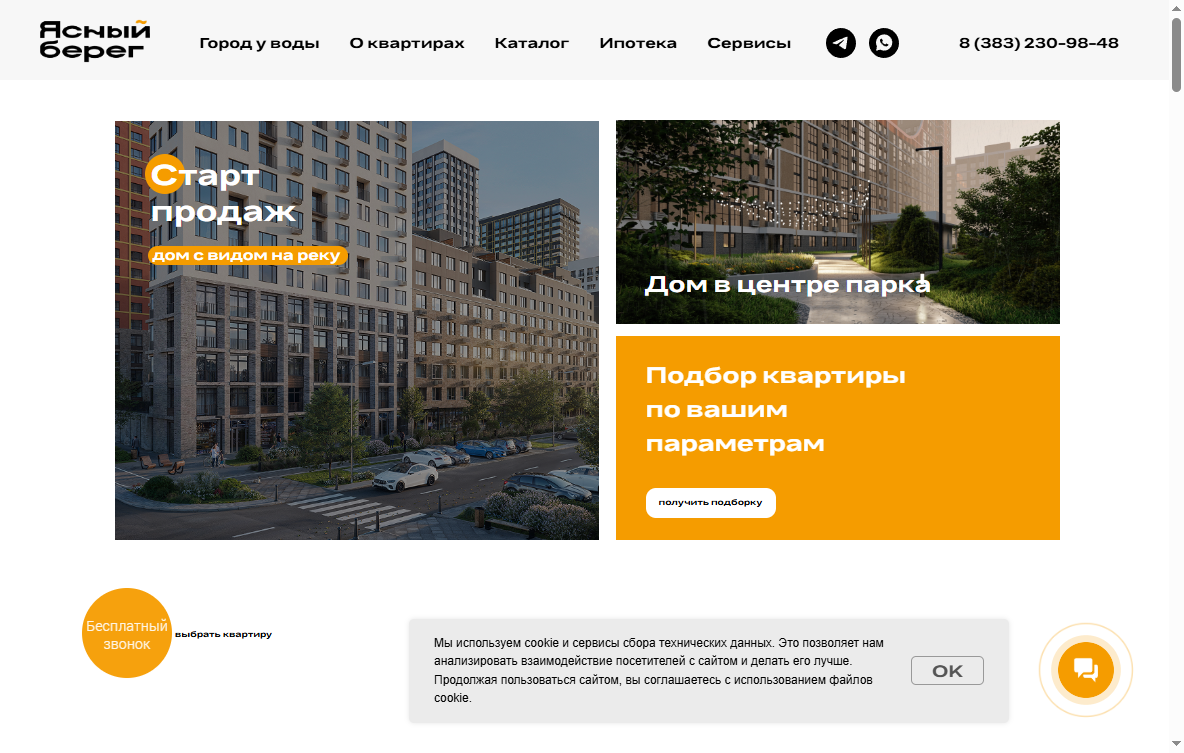 Ясный
берег
Город у воды
О квартирах
Каталог
Ипотека
Сервисы
8 (383) 230-98-48
Старт
продаж
дом с видом на реку
Дом в центре парка
Подбор квартиры
по вашим
параметрам
получить подборку
Бесплатный
звонок
выбрать квартиру
Мы используем cookie и сервисы сбора технических данных. Это позволяет нам
анализировать взаимодействие посетителей с сайтом и делать его лучше.
Продолжая пользоваться сайтом, вы соглашаетесь с использованием файлов
cookie.
OK